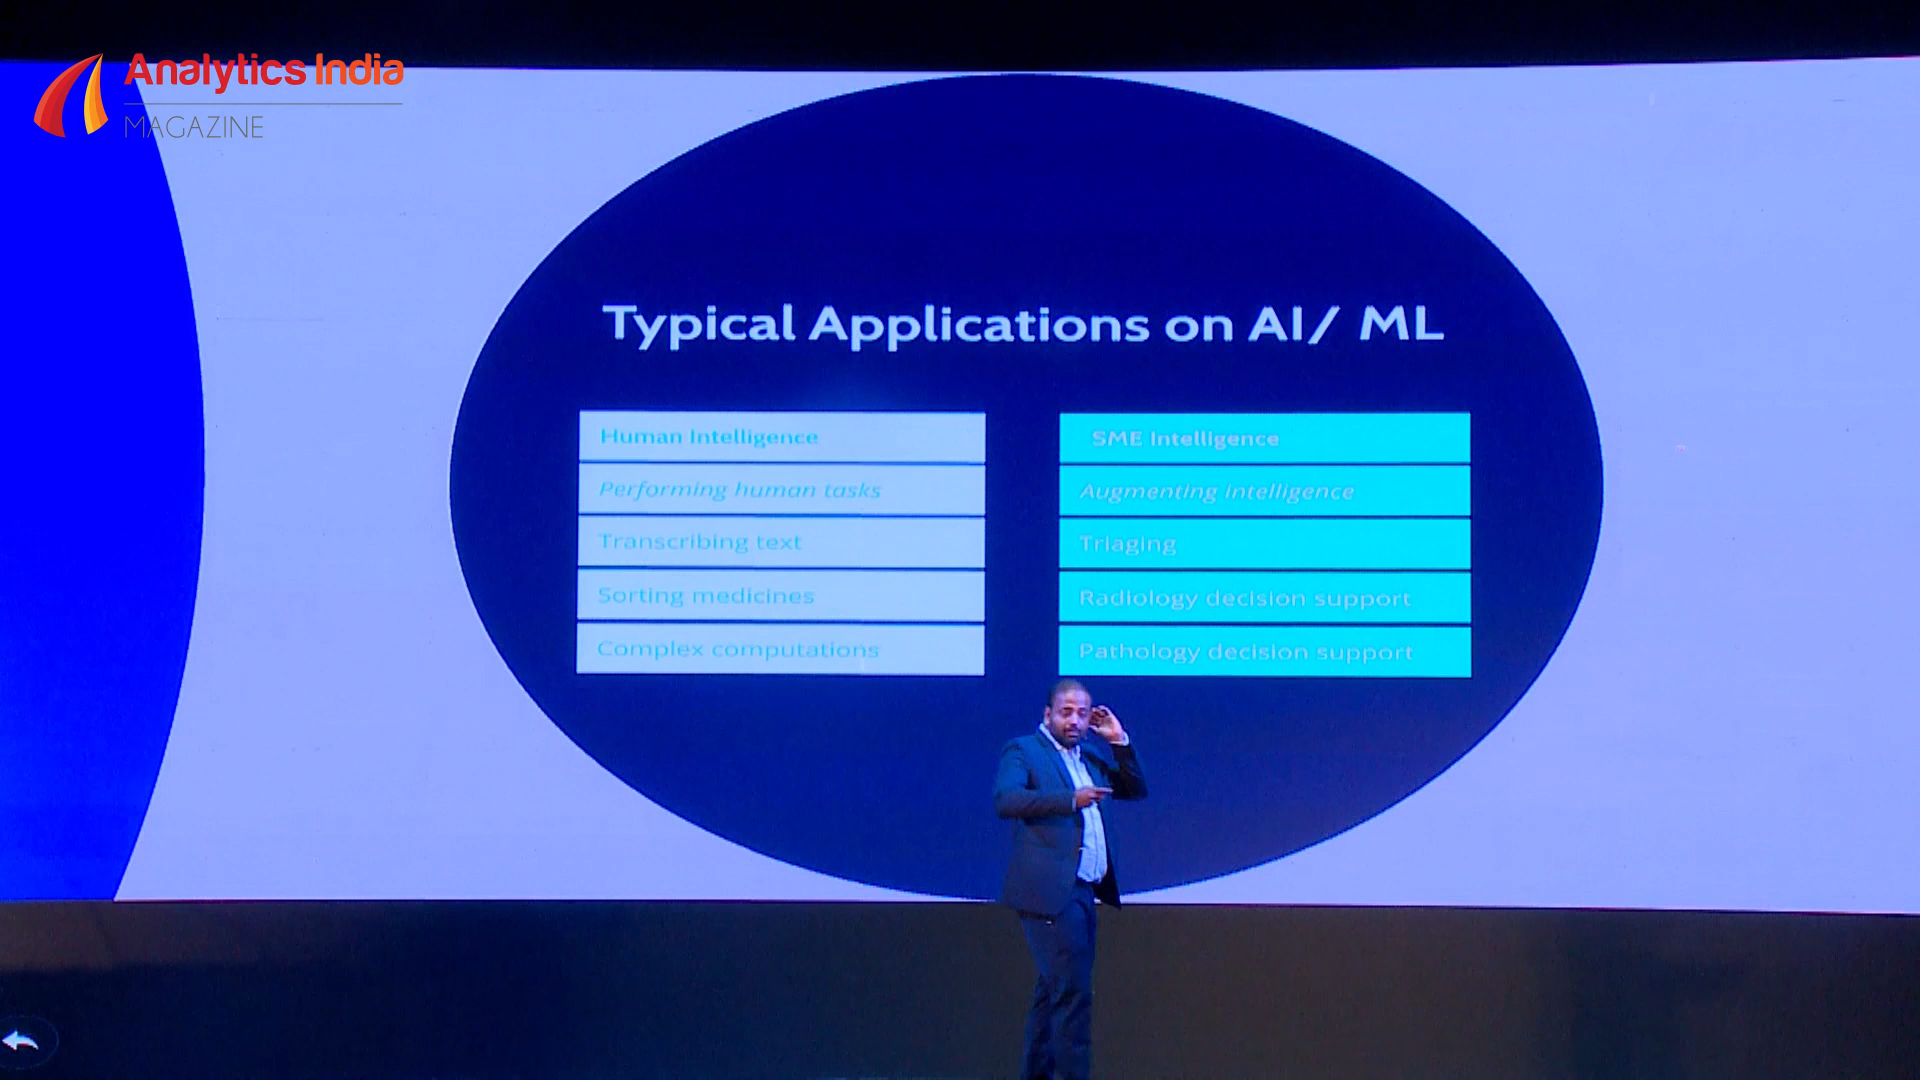 Analytics India
MAGAZINE
Typical Applications on AI/ ML
Human Intelligence
Performing human tasks
Transcribing text
Sorting medicines
Complex computations
SME Intelligence
Augmenting intelligence
Triaging
Radiology decision support
Pathology decision support